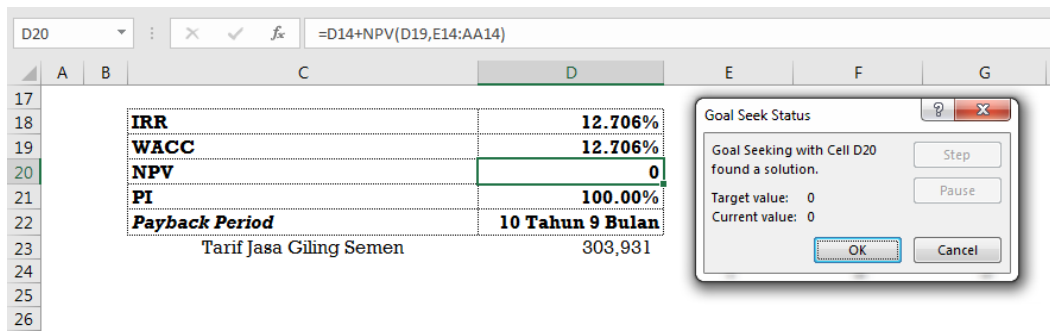 D20 fx =D14+NPV(D19,E14:AA14)
A B C D E F G
17
18 IRR 12.706%
19 WACC 12.706%
20 NPV 0
21 PI 100.00%
22 Payback Period 10 Tahun 9 Bulan
23 Tarif Jasa Giling Semen 303,931
24
25
26
Goal Seek Status ?
Goal Seeking with Cell D20
found a solution.
Target value: 0
Current value: 0
Step
Pause
OK Cancel